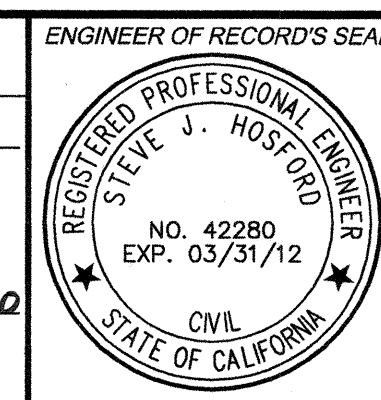 ENGINEER OF RECORD'S SEAL
REGISTERED PROFESSIONAL ENGINEER
STEVE J. HOSFORD
NO. 42280
EXP. 03/31/12
CIVIL
STATE OF CALIFORNIA